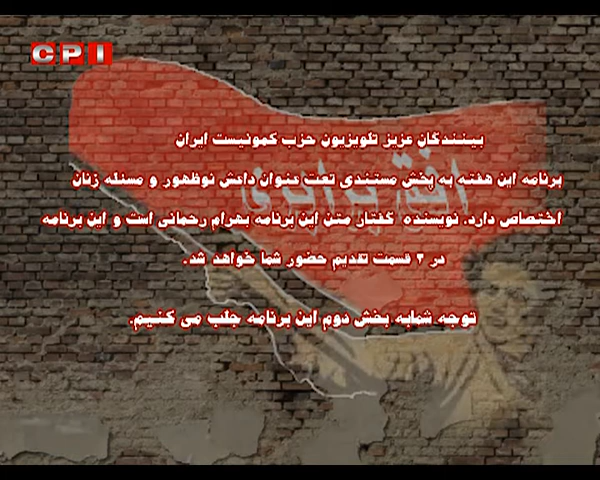 CPI
بینندگان عزیز تلویزیون حزب کمونیست ایران
برنامه این هفته به پخش مستندی تحت عنوان داعش نوظهور و مسئله زنان
اختصاص دارد. نویسنده گفتار متن این برنامه بهرام رحمانی است و این برنامه
در ۳ قسمت تقدیم حضور شما خواهد شد.
توجه شمابه بخش دوم این برنامه جلب می کنیم.